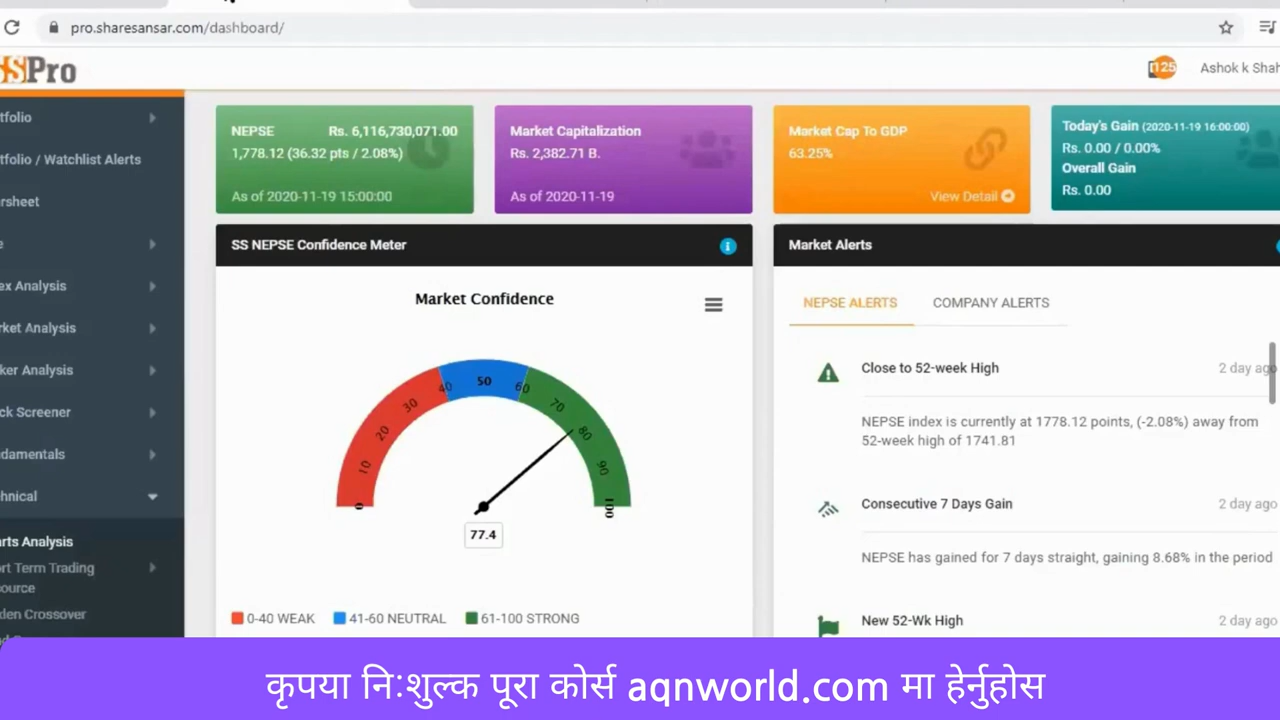 pro.sharesansar.com/dashboard/
SSPro
125
Ashok k Shah
tfolio
tfolio / Watchlist Alerts
rsheet
e
ex Analysis
rket Analysis
ker Analysis
ck Screener
damentals
hnical
arts Analysis
ort Term Trading
ource
den Crossover
NEPSE Rs. 6,116,730,071.00
1,778.12 (36.32 pts / 2.08%)
As of 2020-11-19 15:00:00
Market Capitalization
Rs. 2,382.71 B.
As of 2020-11-19
Market Cap To GDP
63.25%
View Detail
Today's Gain (2020-11-19 16:00:00)
Rs. 0.00 / 0.00%
Overall Gain
Rs. 0.00
SS NEPSE Confidence Meter
Market Confidence
0 10 20 30 40 50 60 70 80 90 100
77.4
0-40 WEAK 41-60 NEUTRAL 61-100 STRONG
Market Alerts
NEPSE ALERTS COMPANY ALERTS
Close to 52-week High 2 day ago
NEPSE index is currently at 1778.12 points, (-2.08%) away from
52-week high of 1741.81
Consecutive 7 Days Gain 2 day ago
NEPSE has gained for 7 days straight, gaining 8.68% in the period
New 52-Wk High 2 day ago
कृपया नि:शुल्क पूरा कोर्स aqnworld.com मा हेर्नुहोस